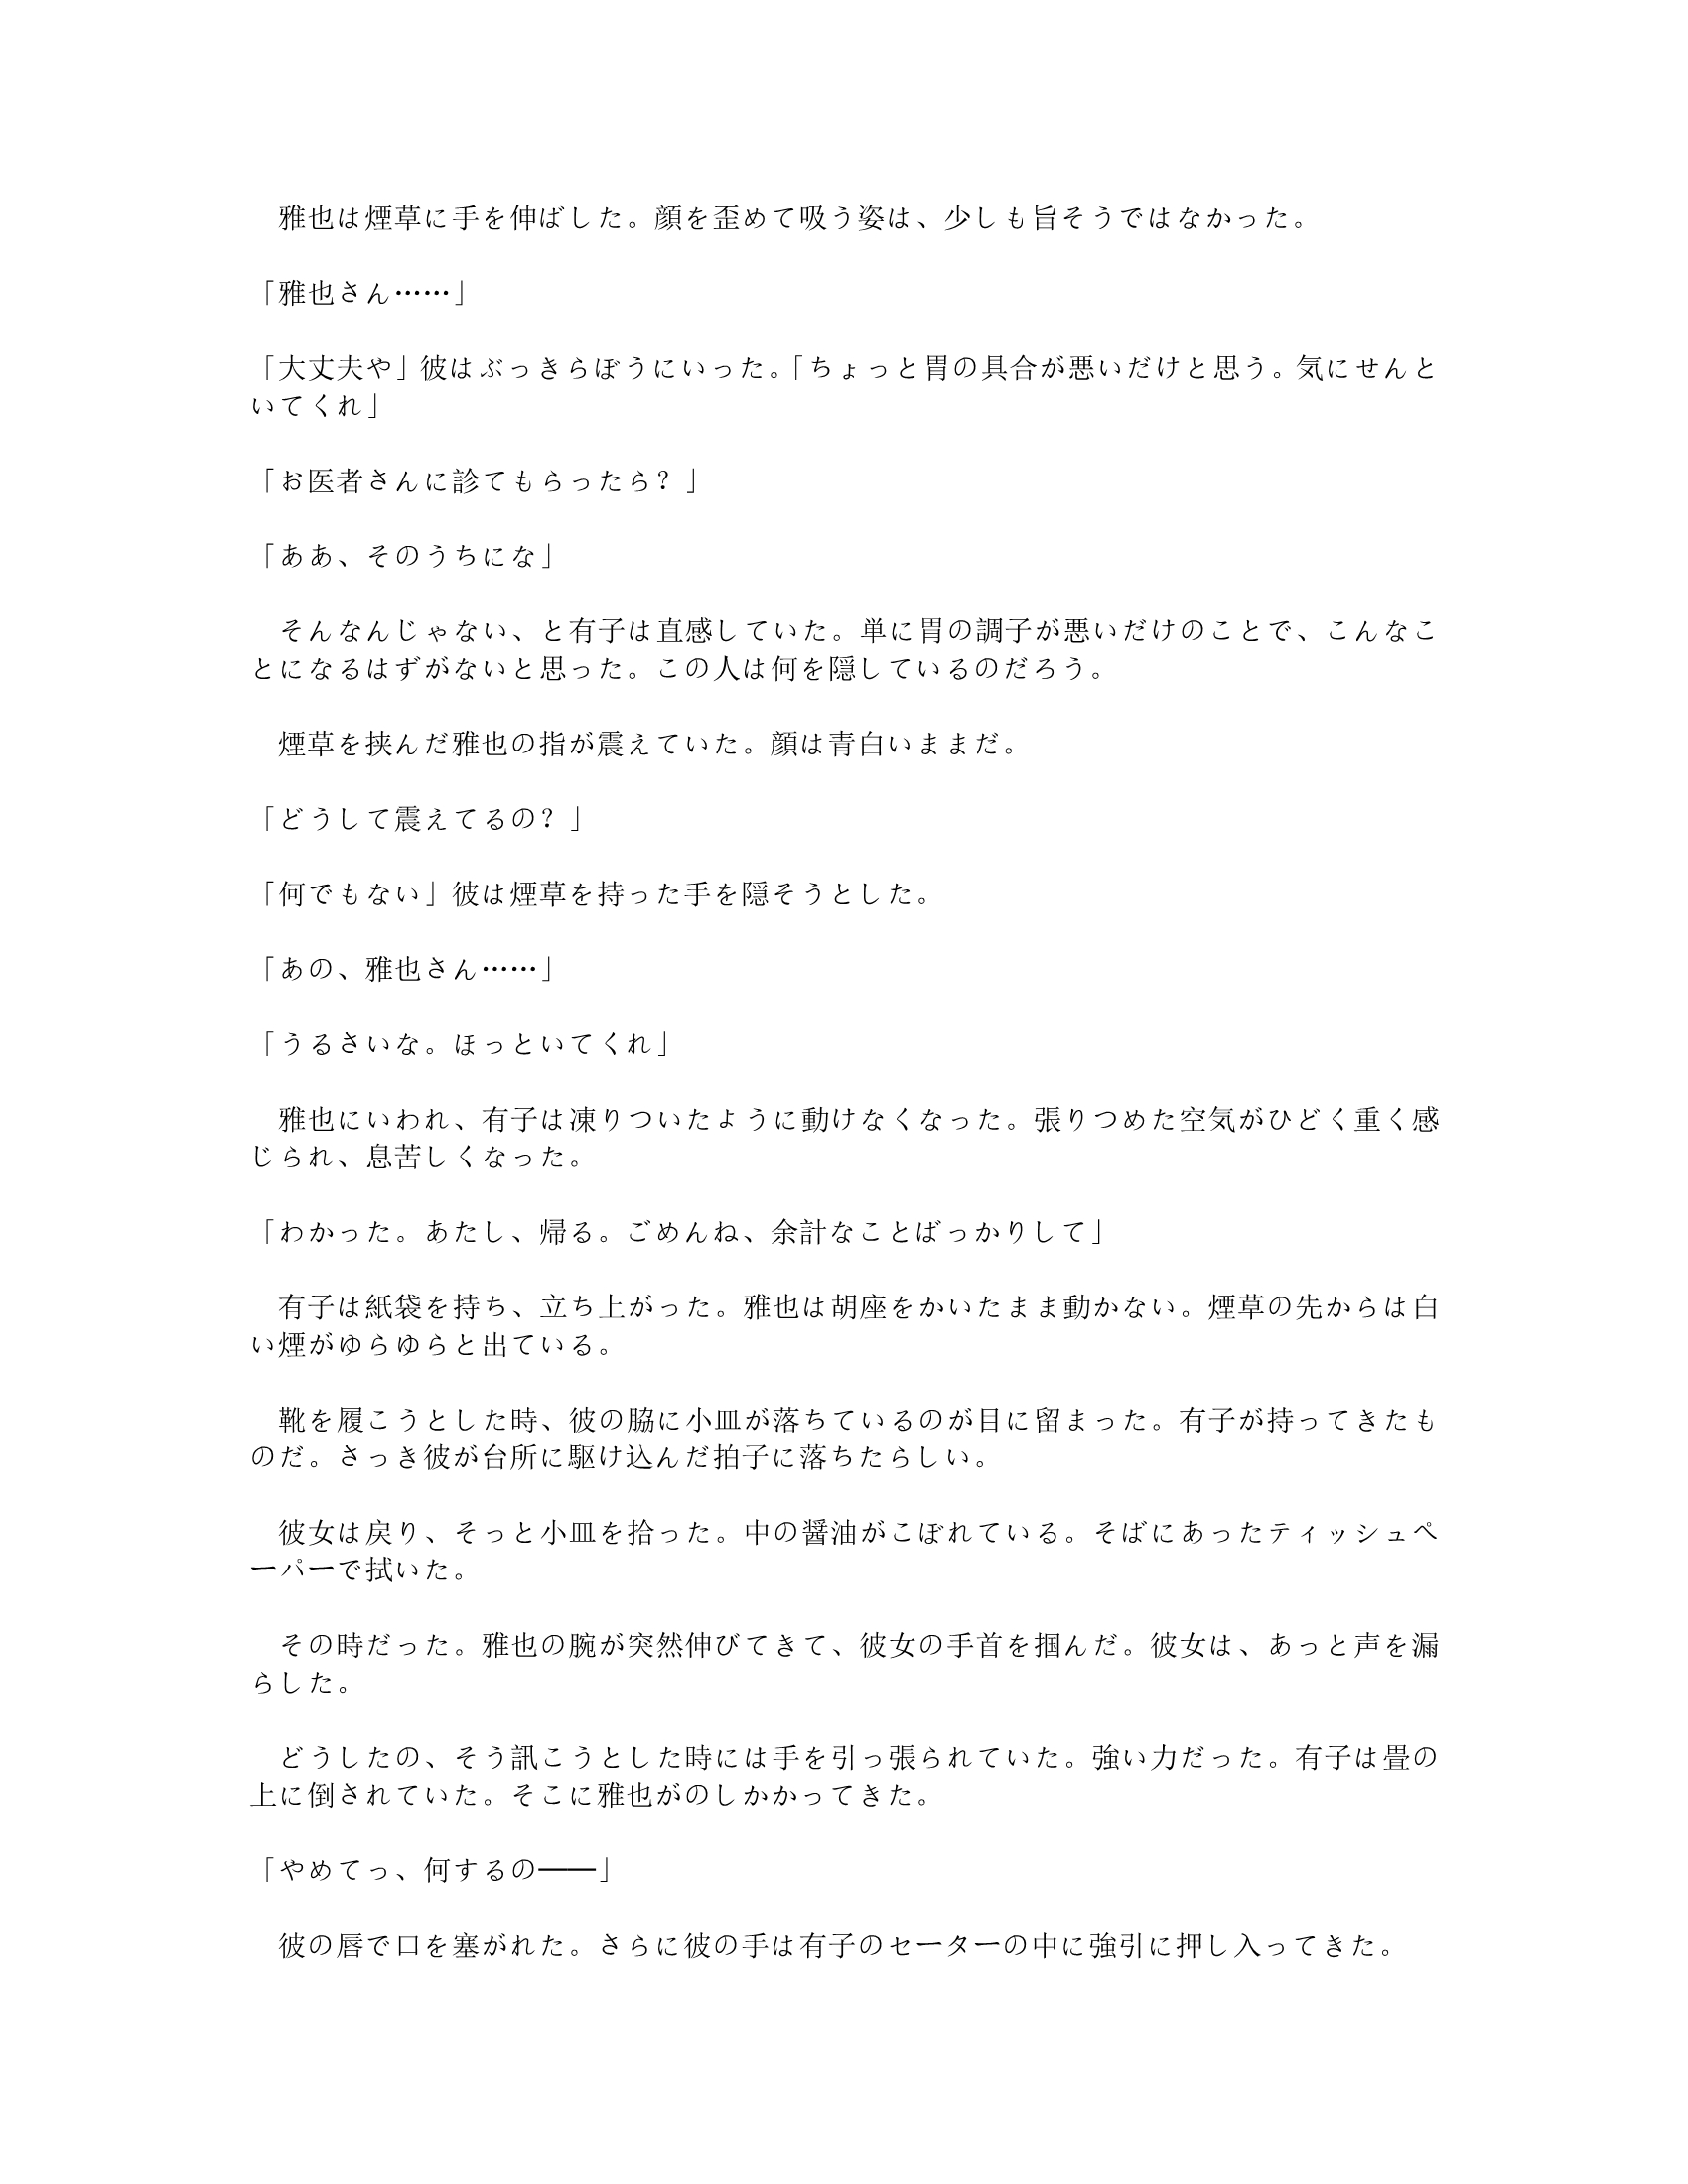 雅也は煙草に手を伸ばした。顔を歪めて吸う姿は、少しも旨そうではなかった。
「雅也さん……」
「大丈夫や」彼はぶっきらぼうにいった。「ちょっと胃の具合が悪いだけと思う。気にせんと
いてくれ」
「お医者さんに診てもらったら？」
「ああ、そのうちにな」
そんなんじゃない、と有子は直感していた。単に胃の調子が悪いだけのことで、こんなこ
とになるはずがないと思った。この人は何を隠しているのだろう。
煙草を挟んだ雅也の指が震えていた。顔は青白いままだ。
「どうして震えてるの？」
「何でもない」彼は煙草を持った手を隠そうとした。
「あの、雅也さん……」
「うるさいな。ほっといてくれ」
雅也にいわれ、有子は凍りついたように動けなくなった。張りつめた空気がひどく重く感
じられ、息苦しくなった。
「わかった。あたし、帰る。ごめんね、余計なことばっかりして」
有子は紙袋を持ち、立ち上がった。雅也は胡座をかいたまま動かない。煙草の先からは白
い煙がゆらゆらと出ている。
靴を履こうとした時、彼の脇に小皿が落ちているのが目に留まった。有子が持ってきたも
のだ。さっき彼が台所に駆け込んだ拍子に落ちたらしい。
彼女は戻り、そっと小皿を拾った。中の醤油がこぼれている。そばにあったティッシュペ
ーパーで拭いた。
その時だった。雅也の腕が突然伸びてきて、彼女の手首を掴んだ。彼女は、あっと声を漏
らした。
どうしたの、そう訊こうとした時には手を引っ張られていた。強い力だった。有子は畳の
上に倒されていた。そこに雅也がのしかかってきた。
「やめてっ、何するの――」
彼の唇で口を塞がれた。さらに彼の手は有子のセーターの中に強引に押し入ってきた。